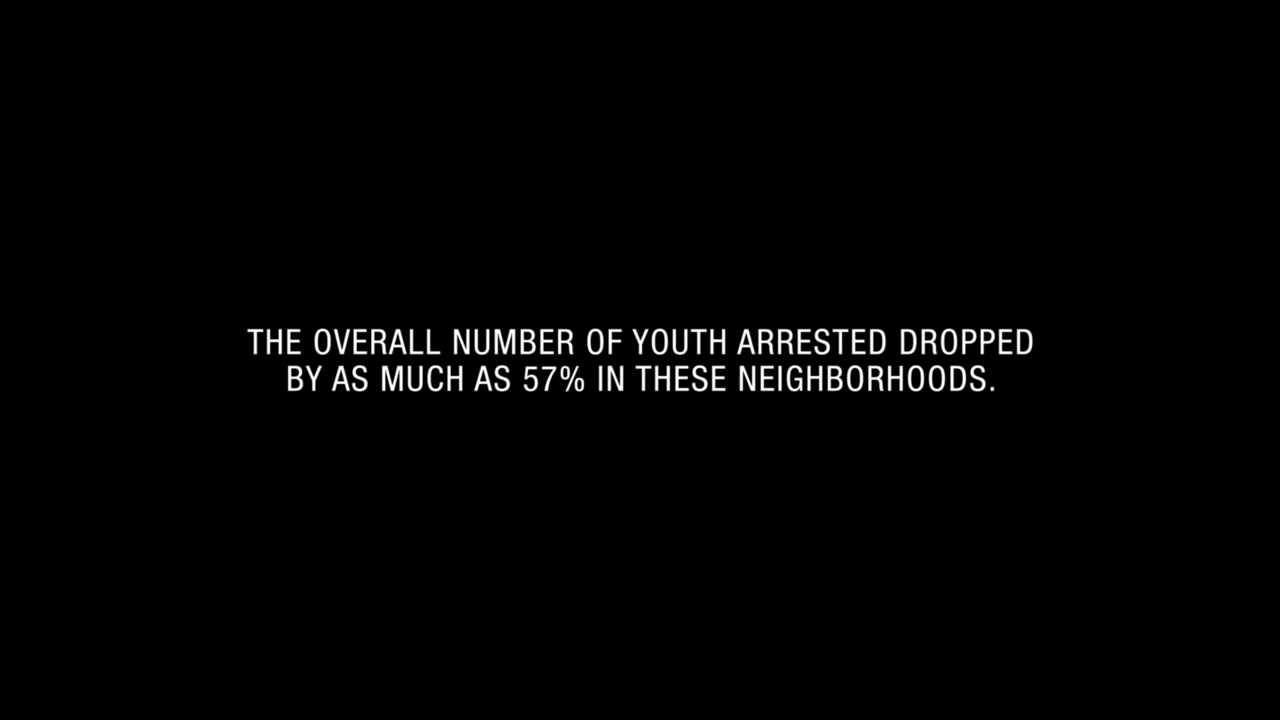 THE OVERALL NUMBER OF YOUTH ARRESTED DROPPED
BY AS MUCH AS 57% IN THESE NEIGHBORHOODS.